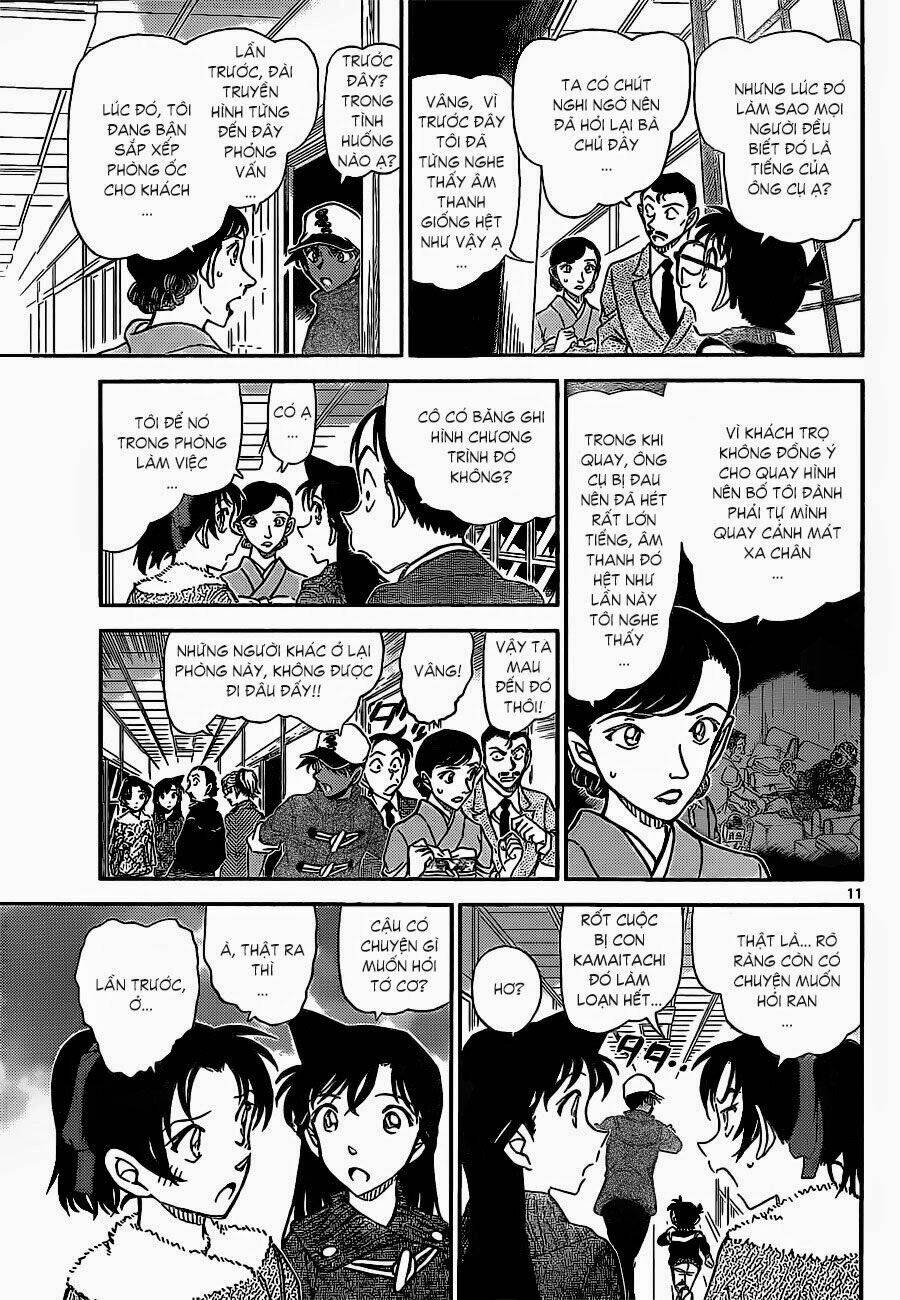 NHƯNG LÚC ĐÓ
LÀM SAO MỌI
NGƯỜI ĐỀU
BIẾT ĐÓ LÀ
TIẾNG CỦA
ÔNG CỤ Ạ?
TA CÓ CHÚT
NGHI NGỜ NÊN
ĐÃ HỎI LẠI BÀ
CHỦ ĐÂY
...
VÂNG, VÌ
TRƯỚC ĐÂY
TÔI ĐÃ
TỪNG NGHE
THẤY ÂM
THANH
GIỐNG HỆT
NHƯ VẬY Ạ
...
TRƯỚC
ĐÂY?
TRONG
TÌNH
HUỐNG
NÀO Ạ?
LẦN
TRƯỚC, ĐÀI
TRUYỀN
HÌNH TỪNG
ĐẾN ĐÂY
PHỎNG
VẤN
...
LÚC ĐÓ, TÔI
ĐANG BẬN
SẮP XẾP
PHÒNG ỐC
CHO KHÁCH
...
VÌ KHÁCH TRỌ
KHÔNG ĐỒNG Ý
CHO QUAY HÌNH
NÊN BỐ TÔI ĐÀNH
PHẢI TỰ MÌNH
QUAY CẢNH MÁT
XA CHÂN
...
TRONG KHI
QUAY, ÔNG
CỤ BỊ ĐAU
NÊN ĐÃ HÉT
RẤT LỚN
TIẾNG, ÂM
THANH ĐÓ
HỆT NHƯ
LẦN NÀY
TÔI NGHE
THẤY
...
CÔ CÓ BĂNG GHI
HÌNH CHƯƠNG
TRÌNH ĐÓ
KHÔNG?
CÓ Ạ
...
TÔI ĐỂ NÓ
TRONG PHÒNG
LÀM VIỆC
...
VẬY TA
MAU
ĐẾN ĐÓ
THÔI!
VÂNG!
NHỮNG NGƯỜI KHÁC Ở LẠI
PHÒNG NÀY, KHÔNG ĐƯỢC
ĐI ĐÂU ĐẤY!!
ダダッ
11
THẬT LÀ... RÕ
RÀNG CÒN CÓ
CHUYỆN MUỐN
HỎI RAN
...
RỐT CUỘC
BỊ CON
KAMAITACHI
ĐÓ LÀM
LOẠN HẾT...
HƠ?
タタ...
CẬU CÓ
CHUYỆN GÌ
MUỐN HỎI
TỚ CƠ?
À, THẬT RA
THÌ
...
LẦN TRƯỚC,
Ở...